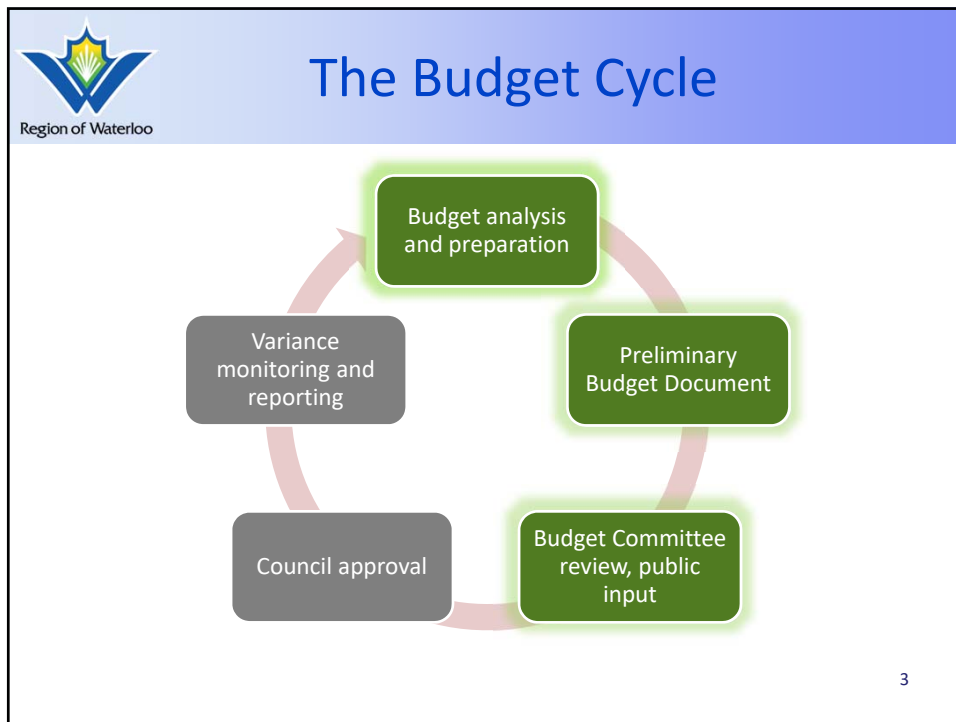 The Budget Cycle
Region of Waterloo
Budget analysis
and preparation
Preliminary
Budget Document
Budget Committee
review, public
input
Council approval
Variance
monitoring and
reporting
3